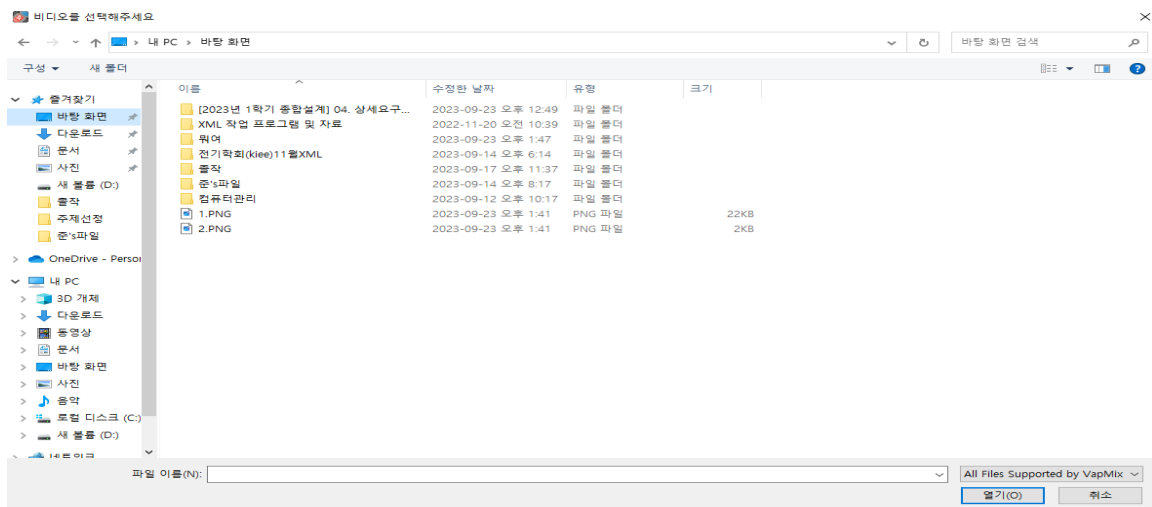 비디오를 선택해주세요
내 PC > 바탕 화면
바탕 화면 검색
구성
새 폴더
이름 수정한 날짜 유형 크기
즐겨찾기
바탕 화면
다운로드
문서
사진
새 볼륨 (D:)
졸작
주제선정
준's파일
OneDrive - Person
내 PC
3D 개체
다운로드
동영상
문서
바탕 화면
사진
음악
로컬 디스크 (C:)
새 볼륨 (D:)
네트워크
[2023년 1학기 종합설계] 04. 상세요구... 2023-09-23 오후 12:49 파일 폴더
XML 작업 프로그램 및 자료 2022-11-20 오전 10:39 파일 폴더
뭐여 2023-09-23 오후 1:47 파일 폴더
전기학회(kiee)11월XML 2023-09-14 오후 6:14 파일 폴더
졸작 2023-09-17 오후 11:37 파일 폴더
준's파일 2023-09-14 오후 8:17 파일 폴더
컴퓨터관리 2023-09-12 오후 10:17 파일 폴더
1.PNG 2023-09-23 오후 1:41 PNG 파일 22KB
2.PNG 2023-09-23 오후 1:41 PNG 파일 2KB
파일 이름(N):
All Files Supported by VapMix
열기(O) 취소